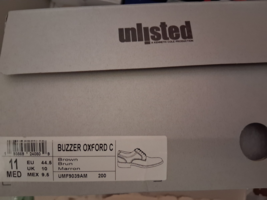 unlisted
11
MED
EU 44.5
UK 10
MEX 9.5
BUZZER OXFORD C
Brown
Brun
Marron
UMF9039AM 200